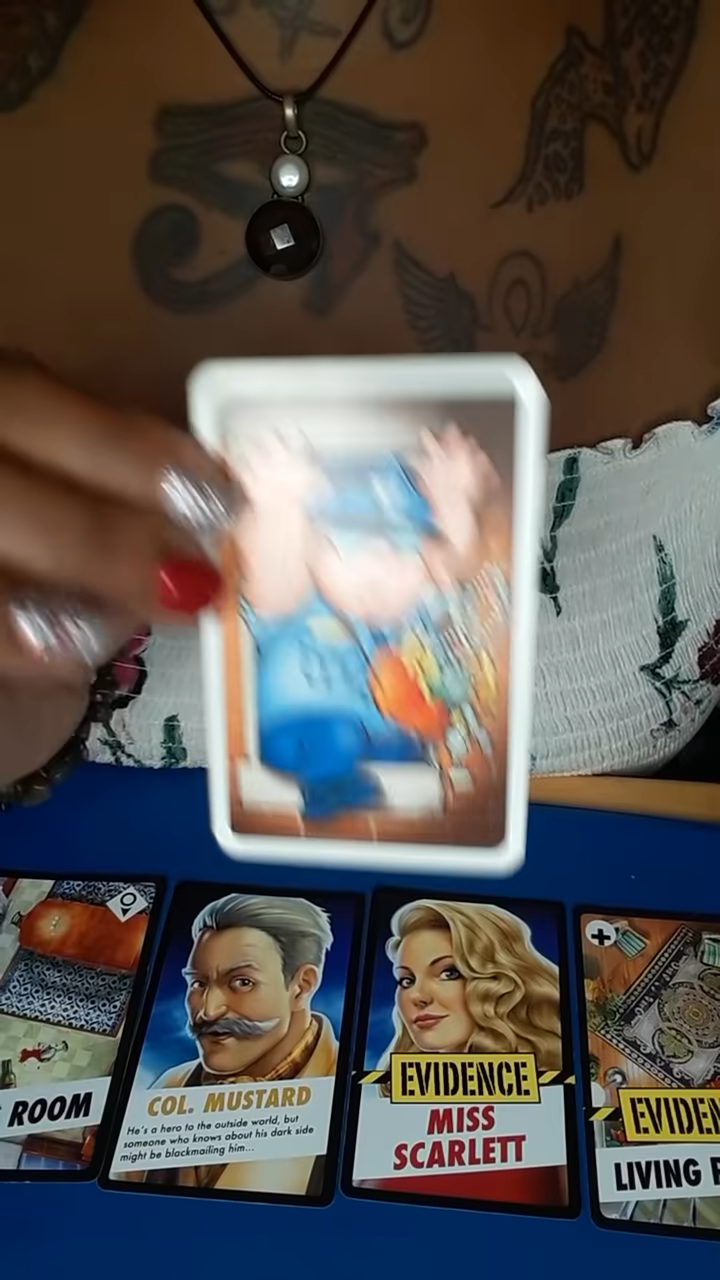 ROOM
COL. MUSTARD
He's a hero to the outside world, but
someone who knows about his dark side
might be blackmailing him...
EVIDENCE
MISS
SCARLETT
EVIDEN
LIVING